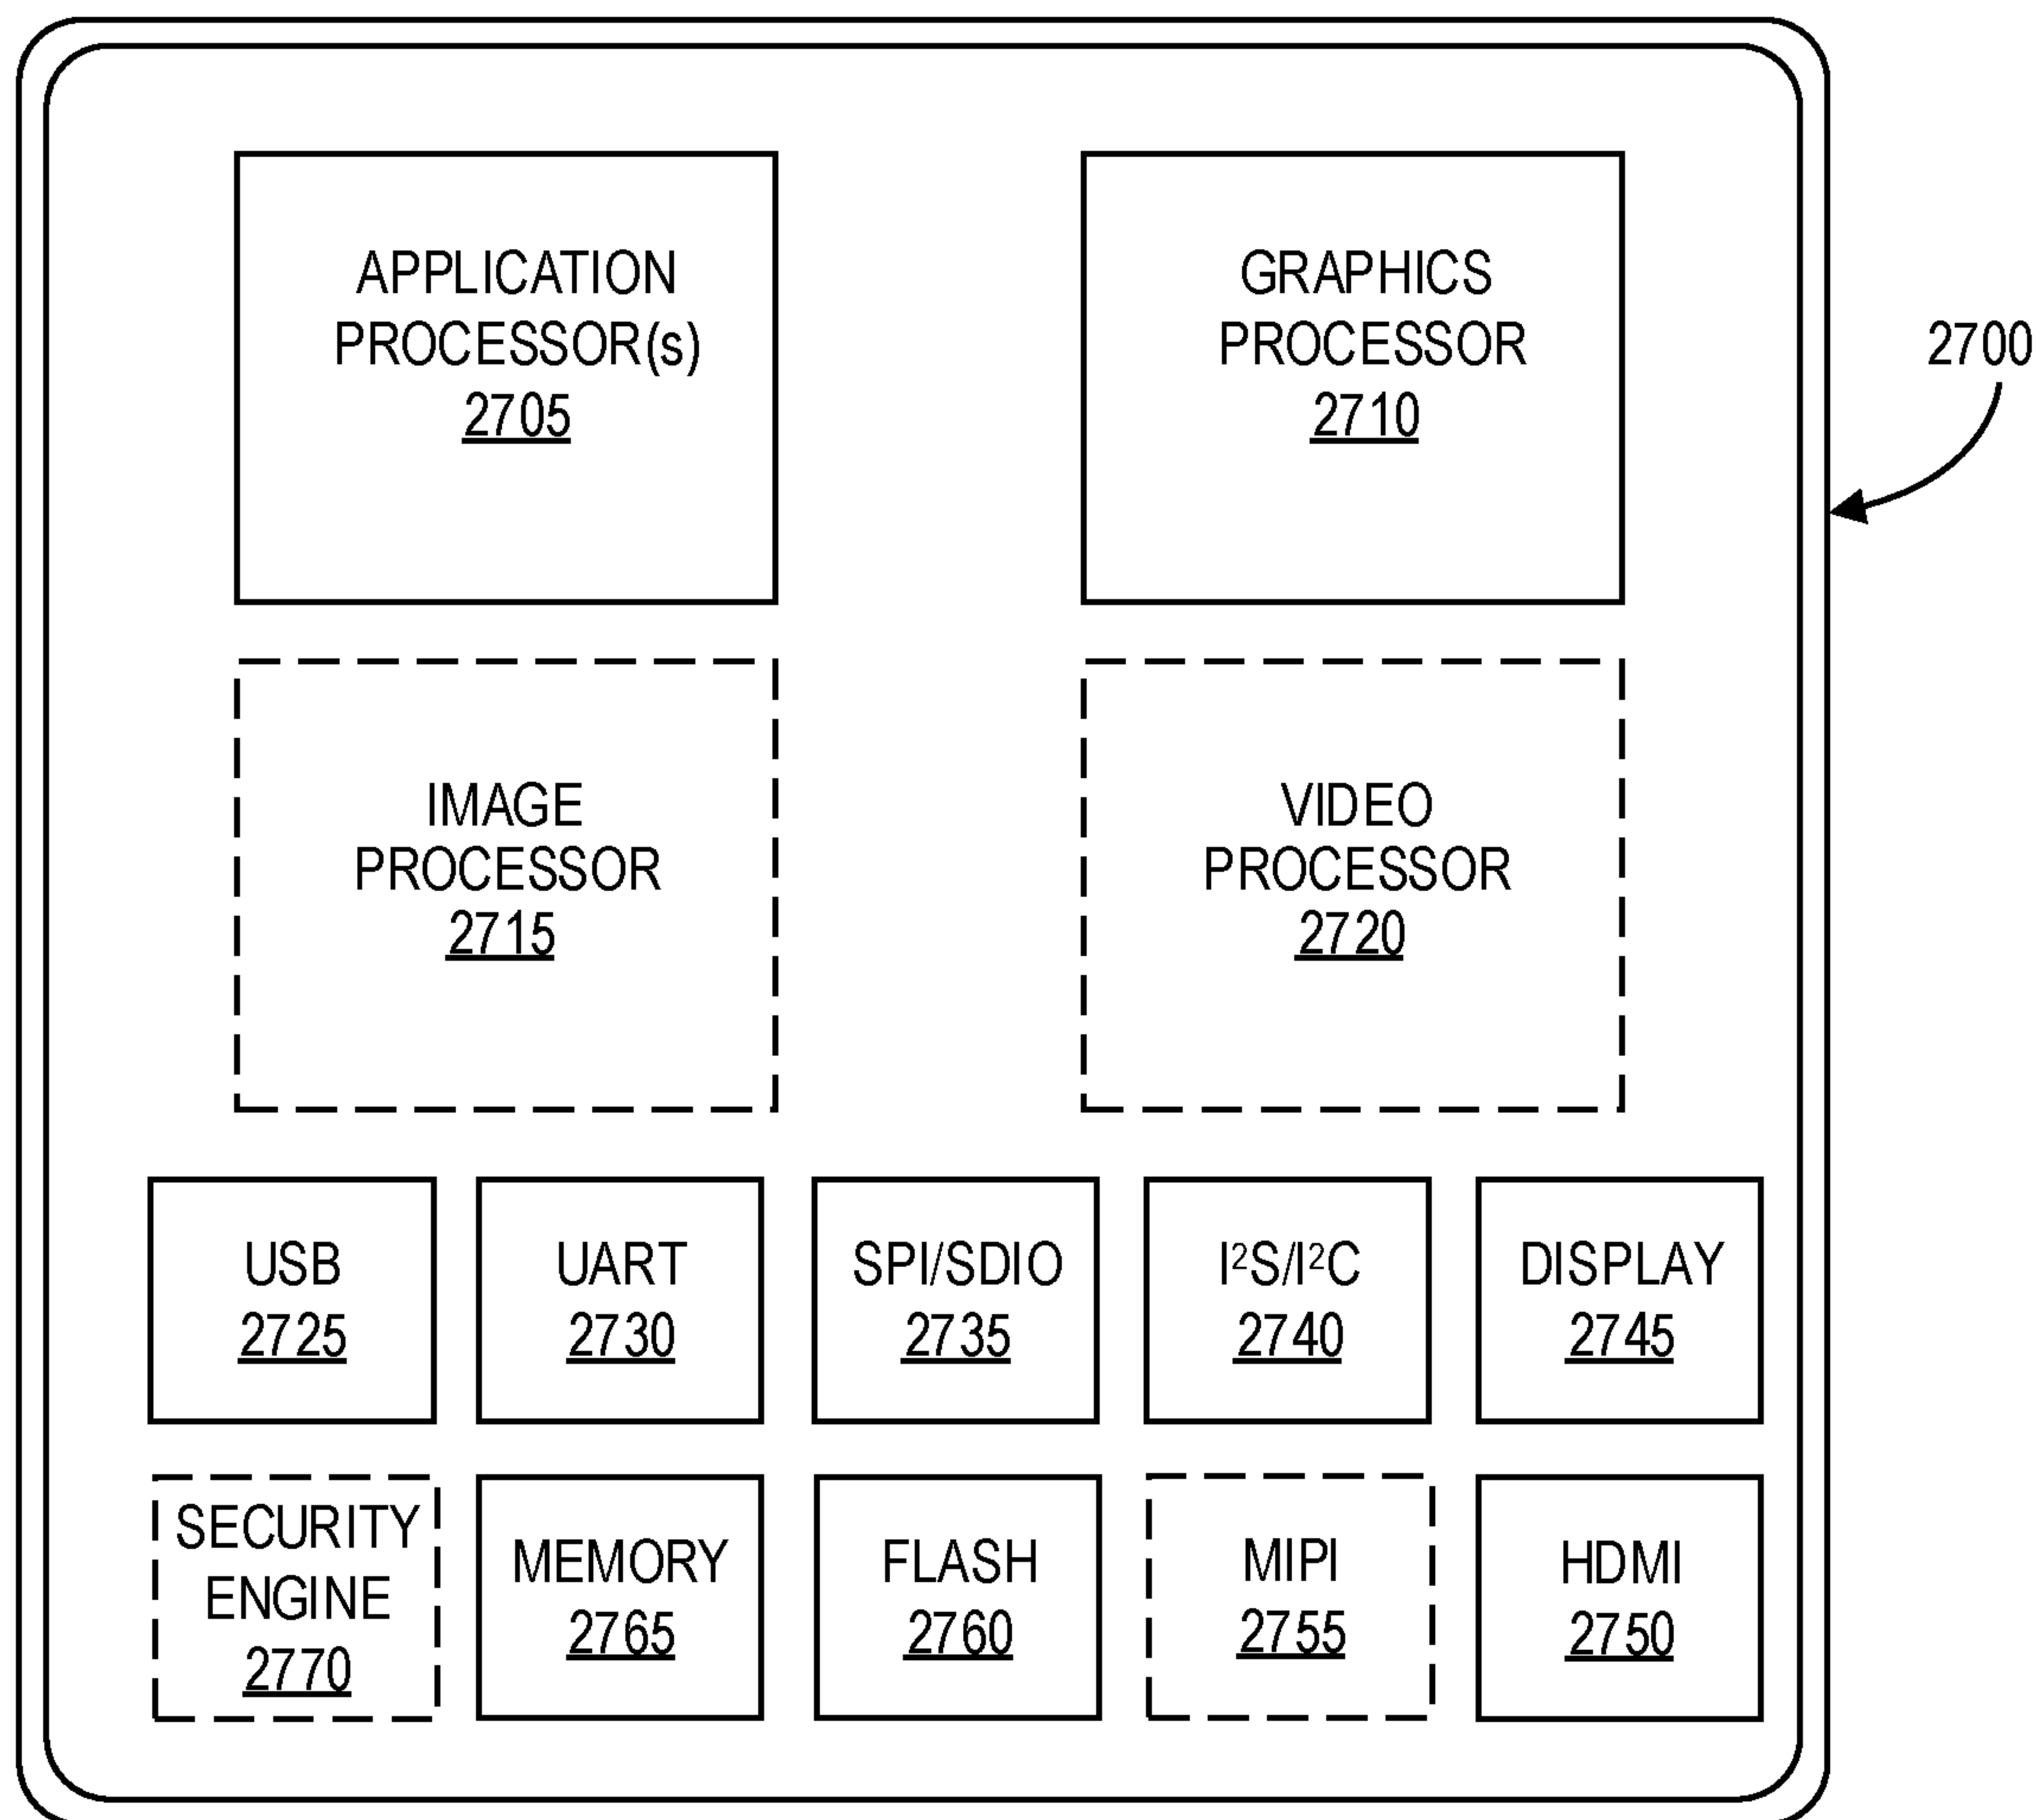 APPLICATION
PROCESSOR(s)
2705
GRAPHICS
PROCESSOR
2710
2700
IMAGE
PROCESSOR
2715
VIDEO
PROCESSOR
2720
USB
2725
UART
2730
SPI/SDIO
2735
I²S/I²C
2740
DISPLAY
2745
SECURITY
ENGINE
2770
MEMORY
2765
FLASH
2760
MIPI
2755
HDMI
2750